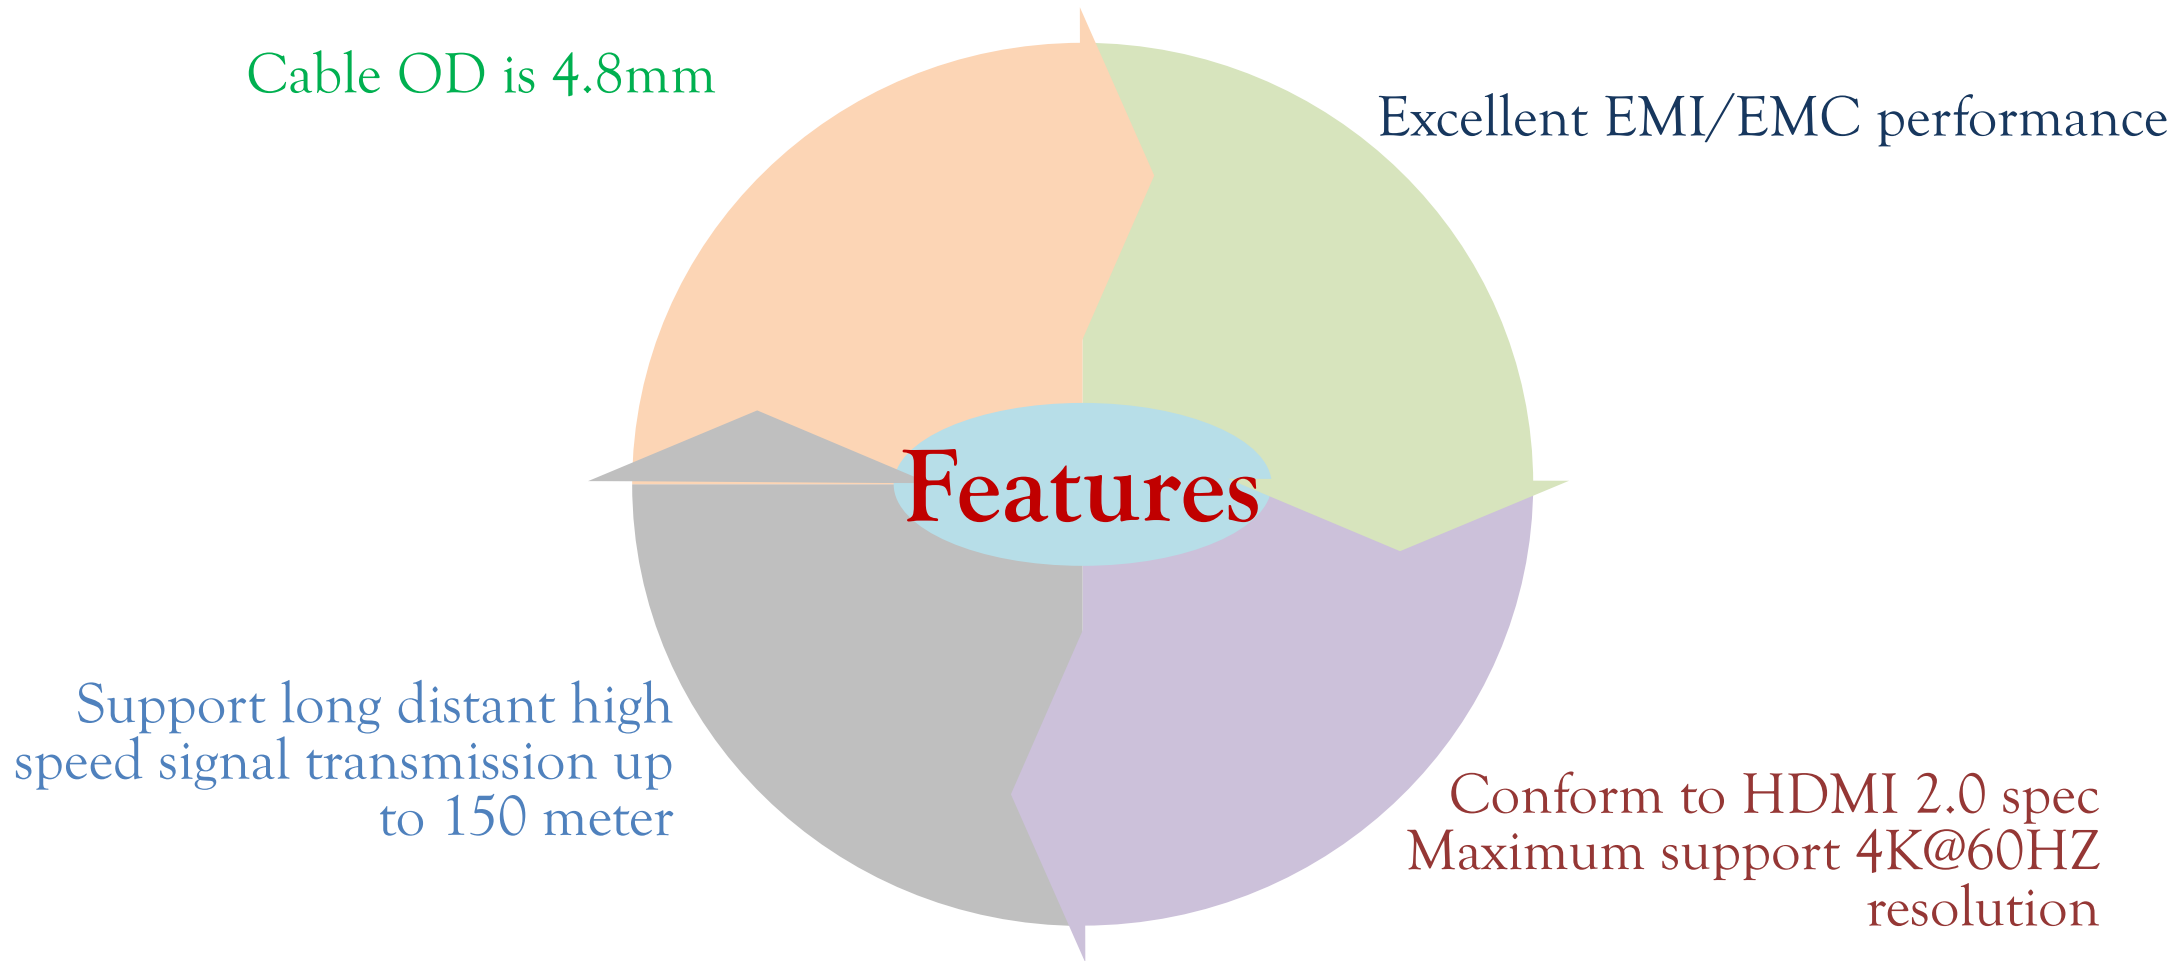 Cable OD is 4.8mm
Excellent EMI/EMC performance
Features
Support long distant high
speed signal transmission up
to 150 meter
Conform to HDMI 2.0 spec
Maximum support 4K@60HZ
resolution